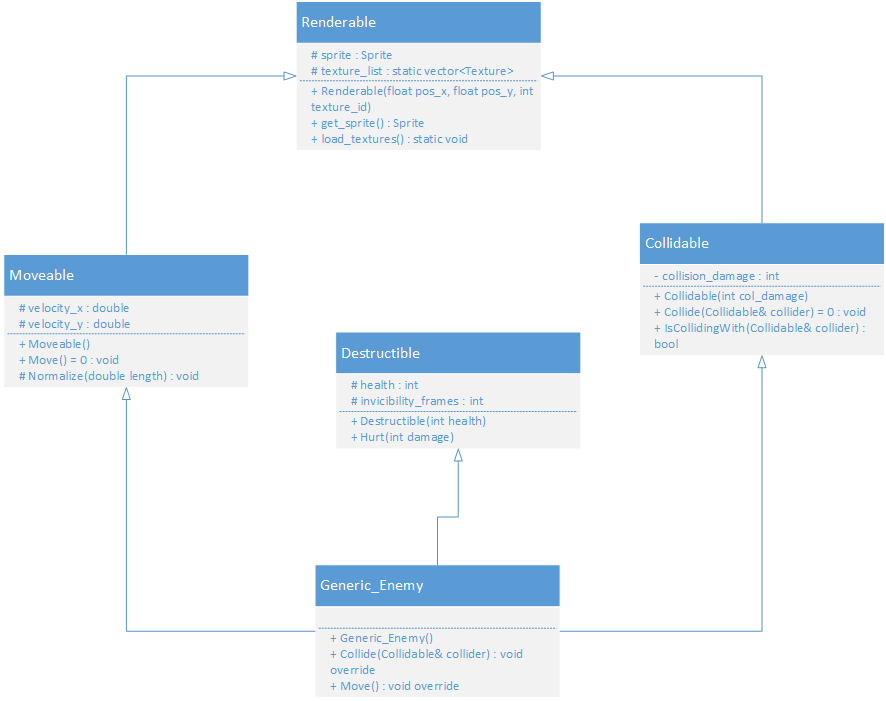 Renderable
# sprite : Sprite
# texture_list : static vector<Texture>
+ Renderable(float pos_x, float pos_y, int
texture_id)
+ get_sprite() : Sprite
+ load_textures() : static void
Moveable
# velocity_x : double
# velocity_y : double
+ Moveable()
+ Move() = 0 : void
# Normalize(double length) : void
Collidable
- collision_damage : int
+ Collidable(int col_damage)
+ Collide(Collidable& collider) = 0 : void
+ IsCollidingWith(Collidable& collider) :
bool
Destructible
# health : int
# invicibility_frames : int
+ Destructible(int health)
+ Hurt(int damage)
Generic_Enemy
+ Generic_Enemy()
+ Collide(Collidable& collider) : void
override
+ Move() : void override